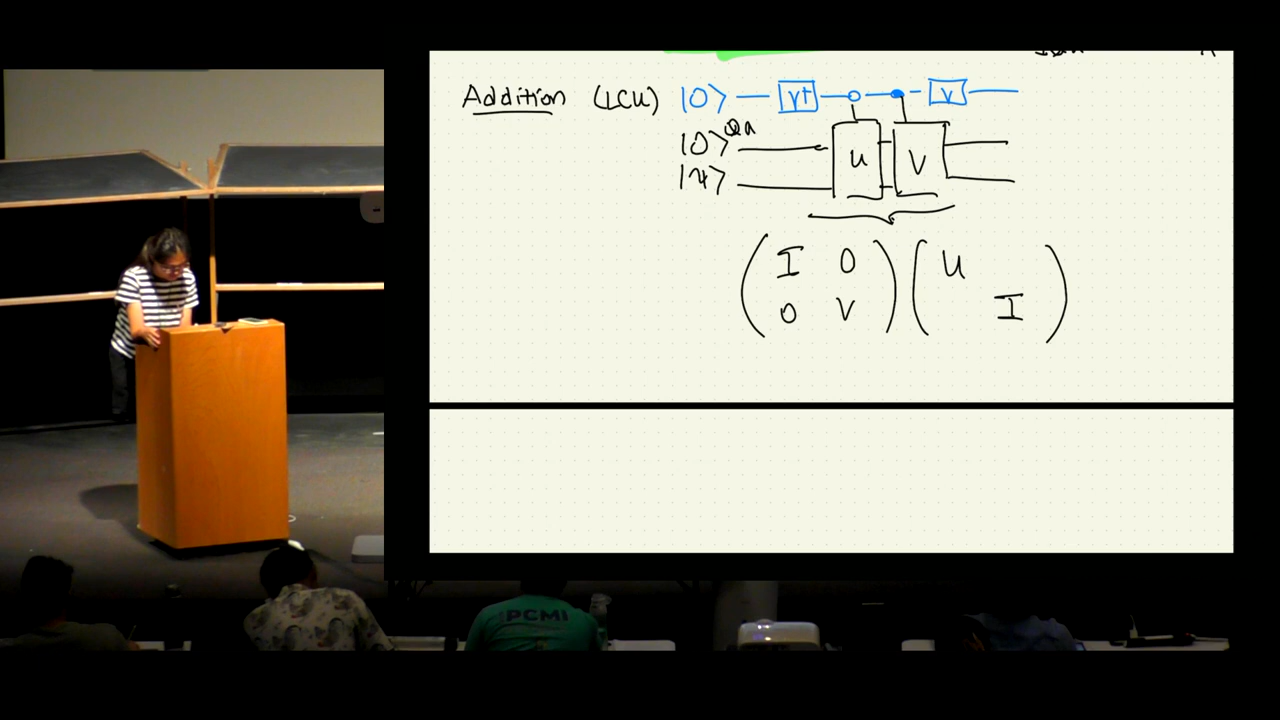 Addition (LCU) |0⟩ V† V
|0⟩^{⊗a}
|ψ⟩ U V
( I 0 ) ( U )
( 0 V ) ( I )
PCMI